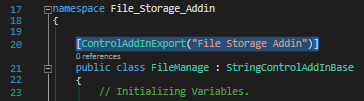 17 namespace File_Storage_Addin
18 {
19
20 [ControlAddInExport("File Storage Addin")]
0 references
21 public class FileManage : StringControlAddInBase
22 {
23 // Initializing Variables.